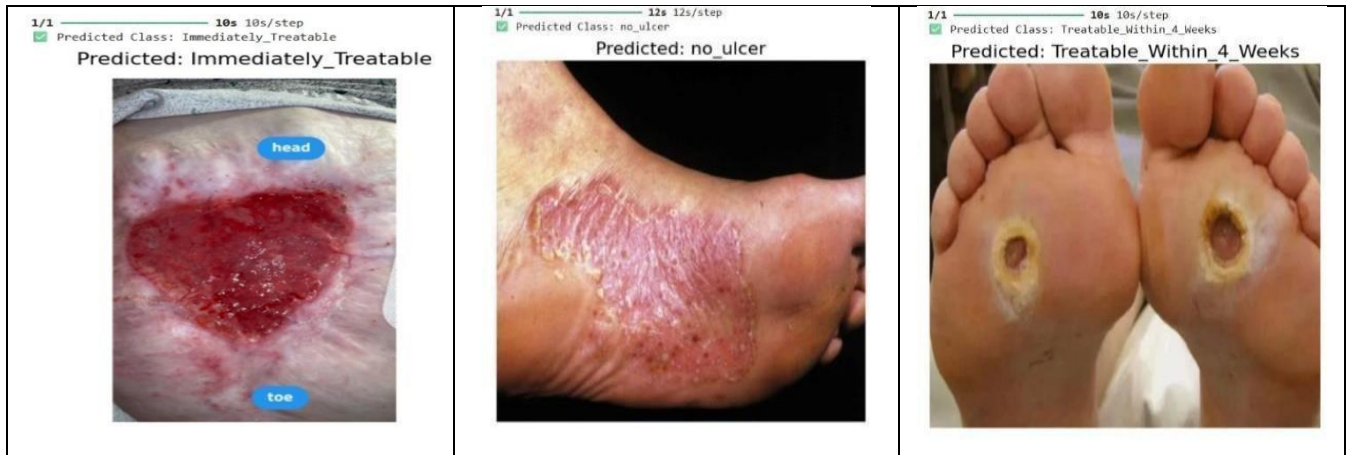 1/1 ━━━━━━━━━━━━━━━━━━━━ 10s 10s/step
✅ Predicted Class: Immediately_Treatable
Predicted: Immediately_Treatable
head
toe
1/1 ━━━━━━━━━━━━━━━━━━━━ 12s 12s/step
✅ Predicted Class: no_ulcer
Predicted: no_ulcer
1/1 ━━━━━━━━━━━━━━━━━━━━ 10s 10s/step
✅ Predicted Class: Treatable_Within_4_Weeks
Predicted: Treatable_Within_4_Weeks